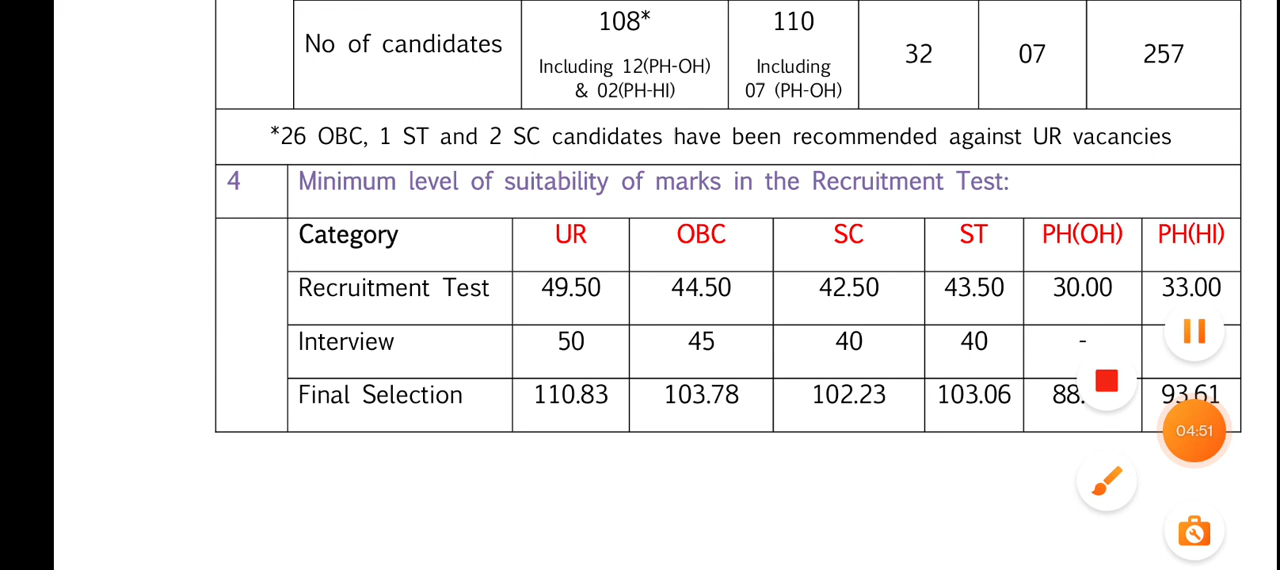 No of candidates 108* 110 32 07 257
Including 12(PH-OH) Including
& 02(PH-HI) 07 (PH-OH)
*26 OBC, 1 ST and 2 SC candidates have been recommended against UR vacancies
4 Minimum level of suitability of marks in the Recruitment Test:
Category UR OBC SC ST PH(OH) PH(HI)
Recruitment Test 49.50 44.50 42.50 43.50 30.00 33.00
Interview 50 45 40 40 -
Final Selection 110.83 103.78 102.23 103.06 93.61
04:51